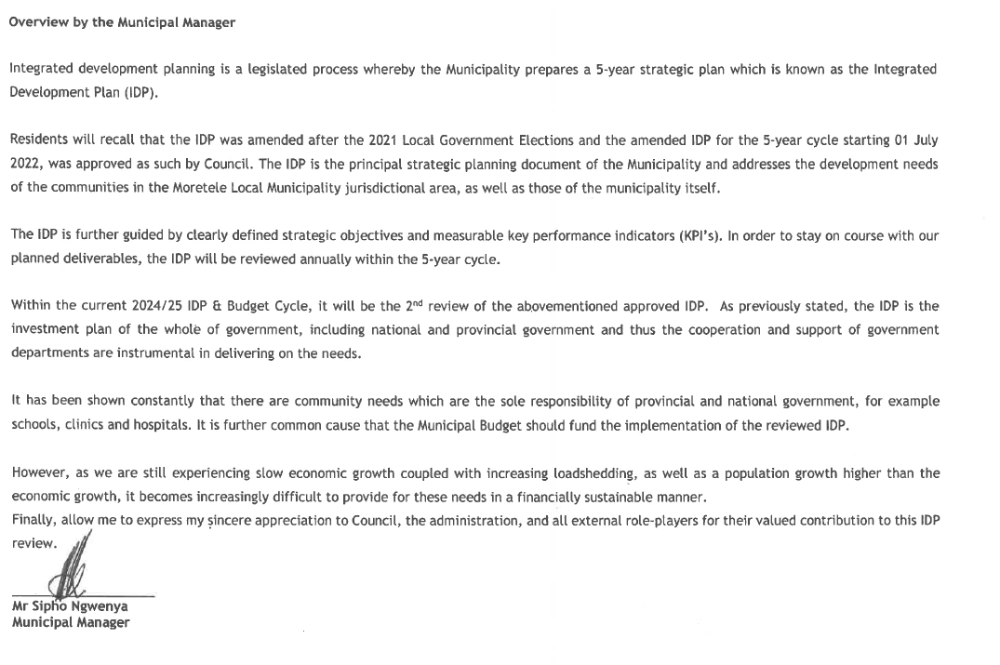 Overview by the Municipal Manager
Integrated development planning is a legislated process whereby the Municipality prepares a 5-year strategic plan which is known as the Integrated
Development Plan (IDP).
Residents will recall that the IDP was amended after the 2021 Local Government Elections and the amended IDP for the 5-year cycle starting 01 July
2022, was approved as such by Council. The IDP is the principal strategic planning document of the Municipality and addresses the development needs
of the communities in the Moretele Local Municipality jurisdictional area, as well as those of the municipality itself.
The IDP is further guided by clearly defined strategic objectives and measurable key performance indicators (KPI's). In order to stay on course with our
planned deliverables, the IDP will be reviewed annually within the 5-year cycle.
Within the current 2024/25 IDP & Budget Cycle, it will be the 2nd review of the abovementioned approved IDP. As previously stated, the IDP is the
investment plan of the whole of government, including national and provincial government and thus the cooperation and support of government
departments are instrumental in delivering on the needs.
It has been shown constantly that there are community needs which are the sole responsibility of provincial and national government, for example
schools, clinics and hospitals. It is further common cause that the Municipal Budget should fund the implementation of the reviewed IDP.
However, as we are still experiencing slow economic growth coupled with increasing loadshedding, as well as a population growth higher than the
economic growth, it becomes increasingly difficult to provide for these needs in a financially sustainable manner.
Finally, allow me to express my sincere appreciation to Council, the administration, and all external role-players for their valued contribution to this IDP
review.
Mr Sipho Ngwenya
Municipal Manager